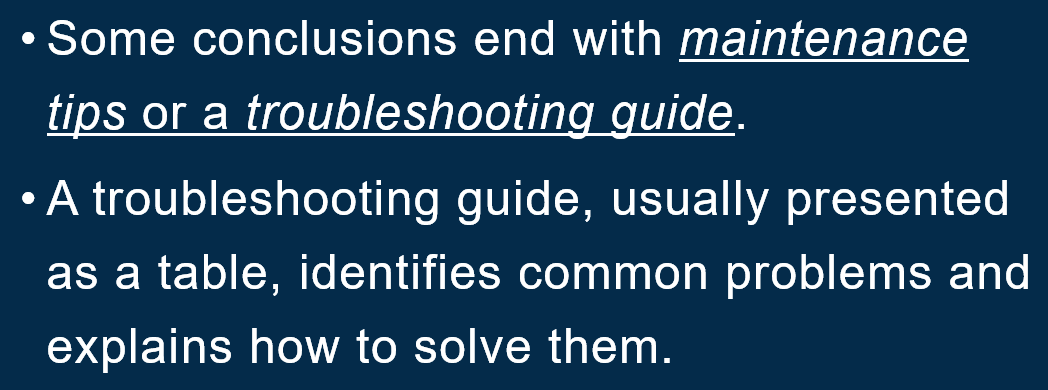 • Some conclusions end with maintenance
tips or a troubleshooting guide.
• A troubleshooting guide, usually presented
as a table, identifies common problems and
explains how to solve them.